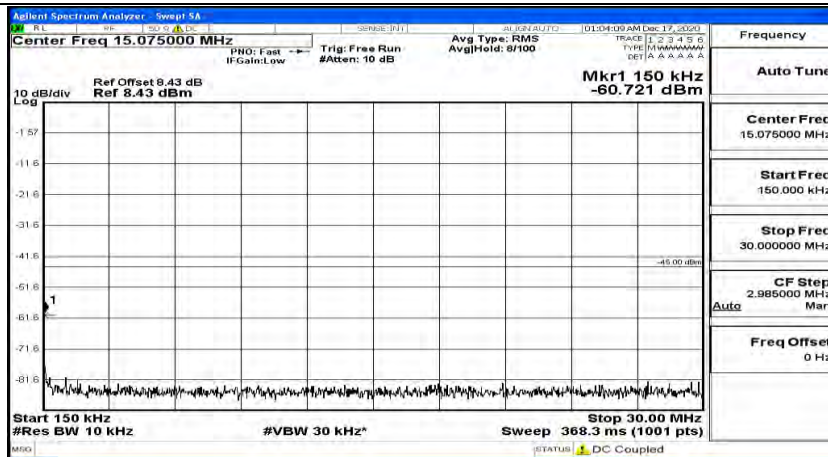 Agilent Spectrum Analyzer - Swept SA
RL RF 50 Ω DC SENSE:INT ALIGN AUTO 01:04:09 AM Dec 17, 2020
Center Freq 15.075000 MHz
PNO: Fast
IFGain:Low
Trig: Free Run
#Atten: 10 dB
Avg Type: RMS
Avg|Hold: 8/100
TRACE 1 2 3 4 5 6
TYPE M W W W W W
DET A A A A A A
Ref Offset 8.43 dB
10 dB/div Ref 8.43 dBm
Log
Mkr1 150 kHz
-60.721 dBm
-1.57
-11.6
-21.6
-31.6
-41.6
-45.00 dBm
-51.6
1
-61.6
-71.6
-81.6
Start 150 kHz
Stop 30.00 MHz
#Res BW 10 kHz
#VBW 30 kHz*
Sweep 368.3 ms (1001 pts)
MSG
STATUS DC Coupled
Frequency
Auto Tune
Center Freq
15.075000 MHz
Start Freq
150.000 kHz
Stop Freq
30.000000 MHz
CF Step
2.985000 MHz
Auto Man
Freq Offset
0 Hz